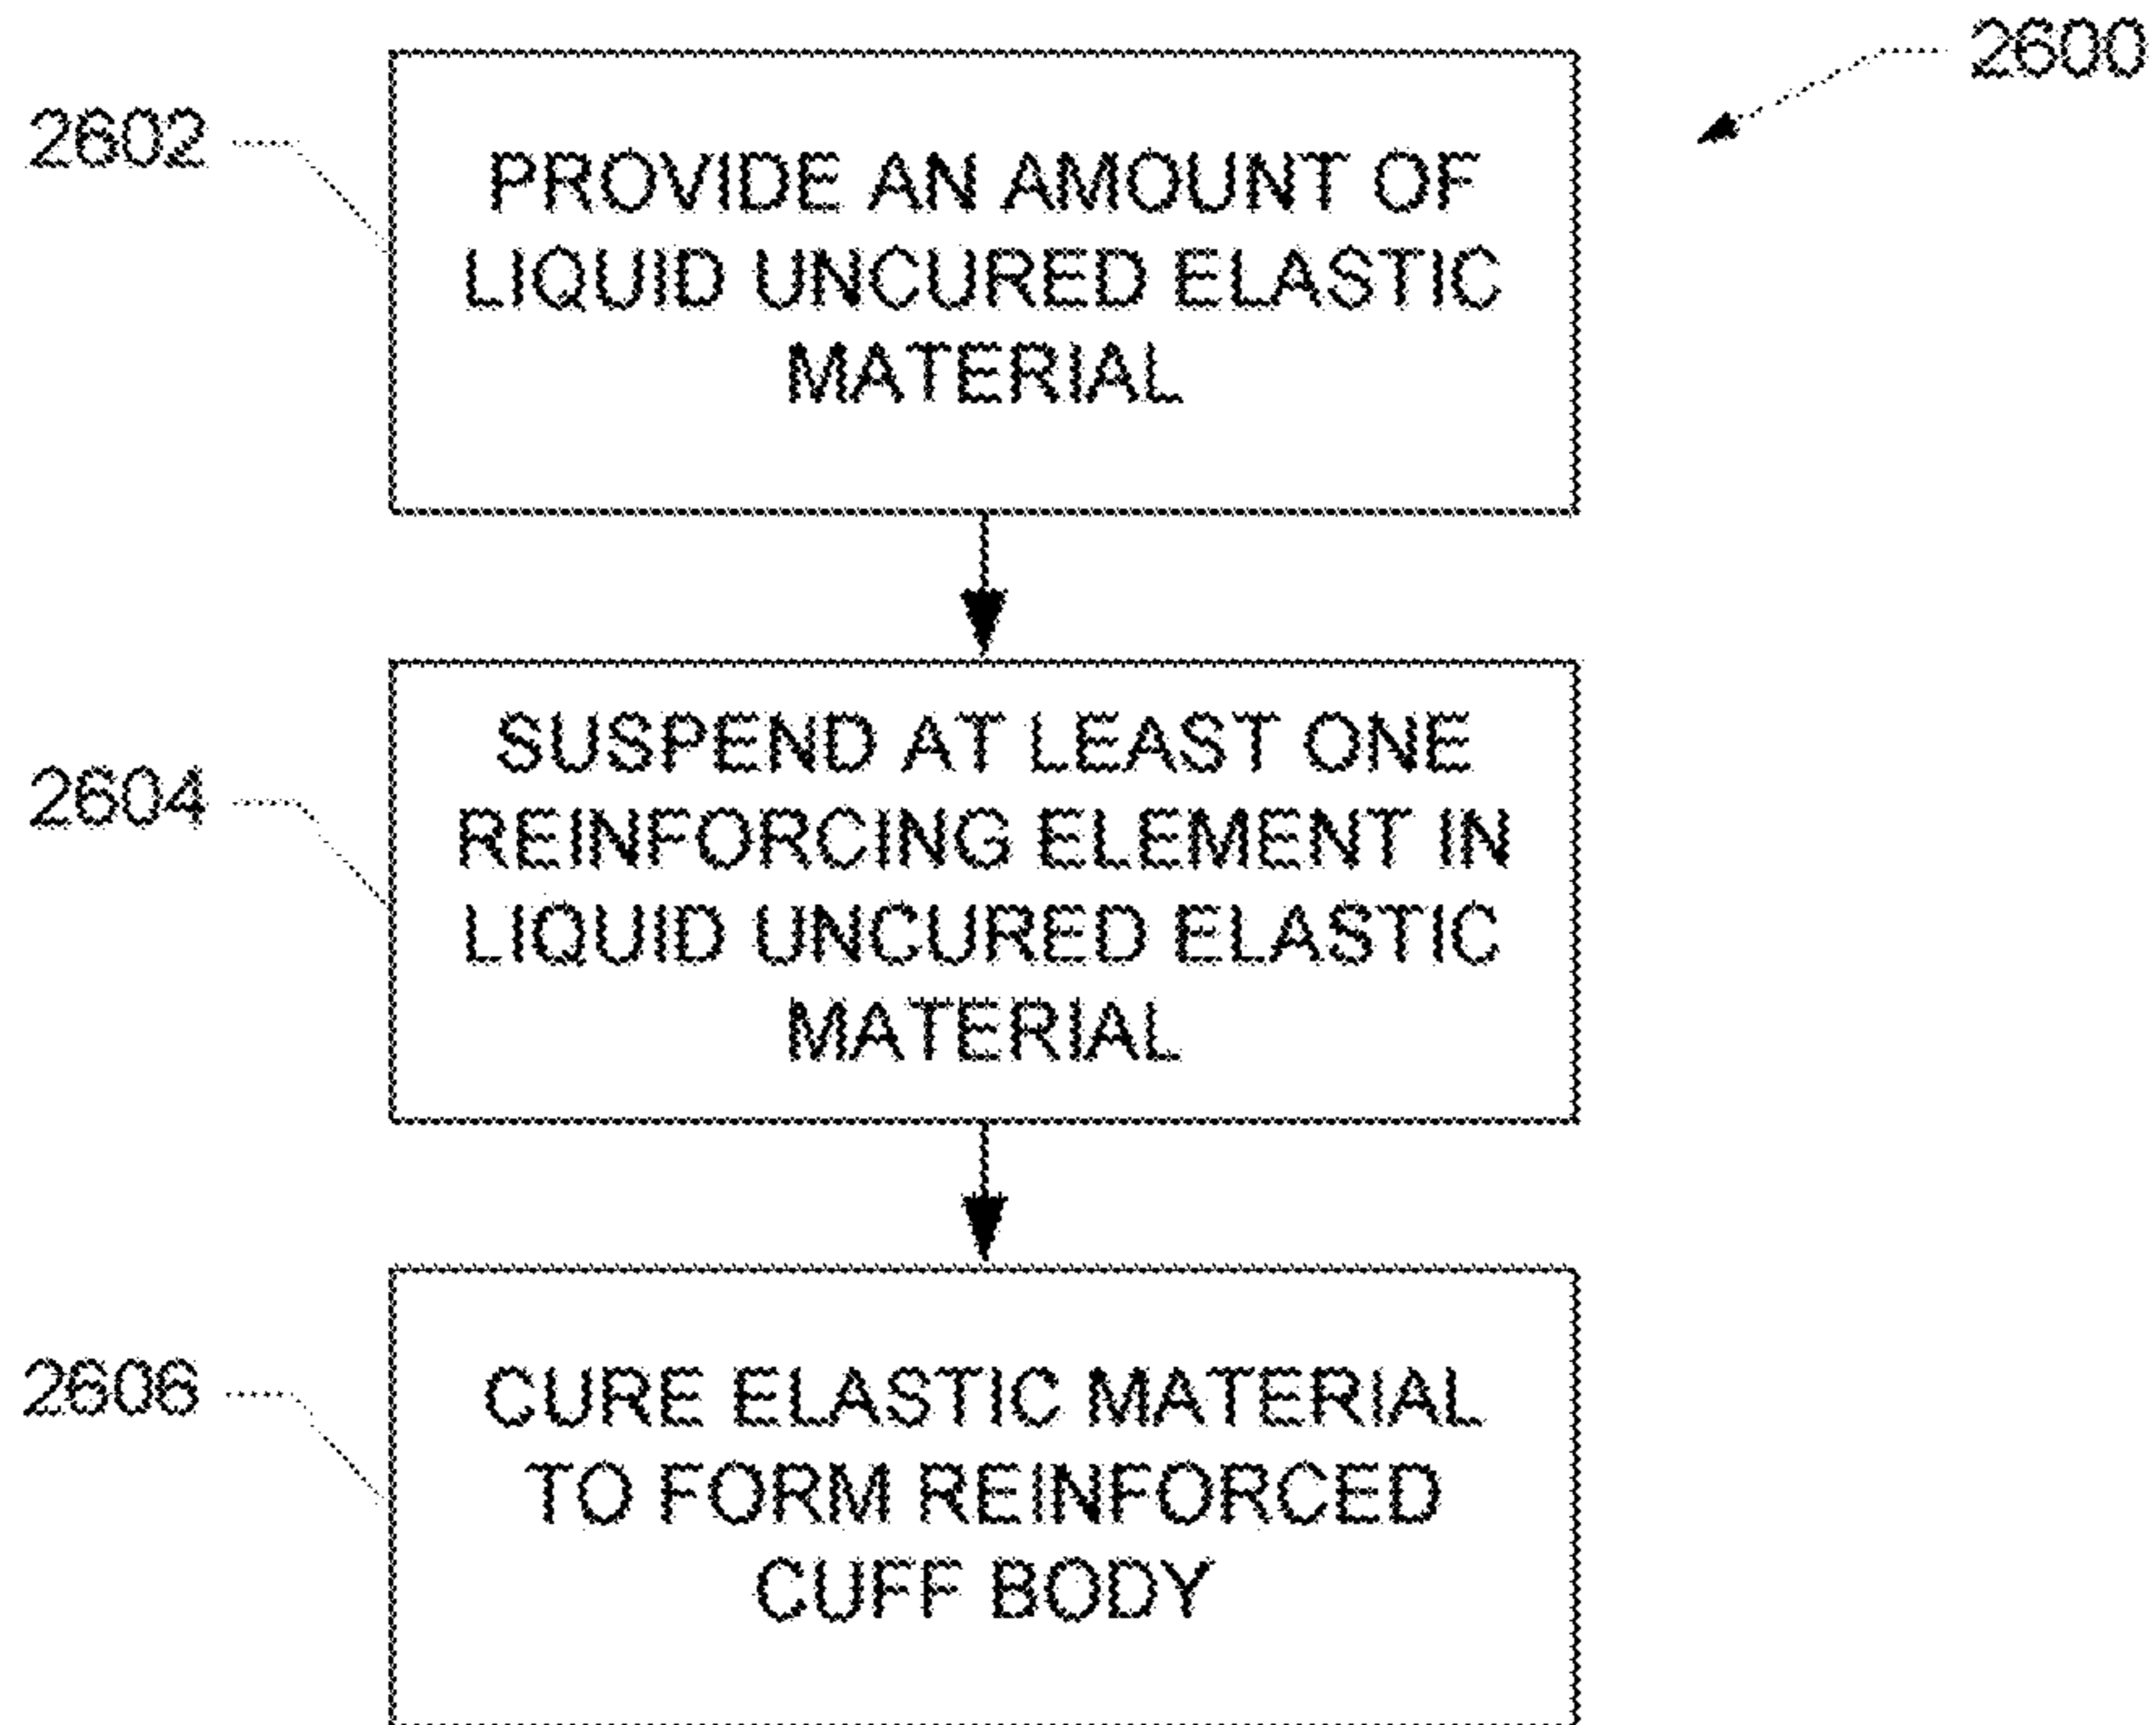 2600
2602
PROVIDE AN AMOUNT OF
LIQUID UNCURED ELASTIC
MATERIAL
SUSPEND AT LEAST ONE
2604
REINFORCING ELEMENT IN
LIQUID UNCURED ELASTIC
MATERIAL
2606
CURE ELASTIC MATERIAL
TO FORM REINFORCED
CUFF BODY